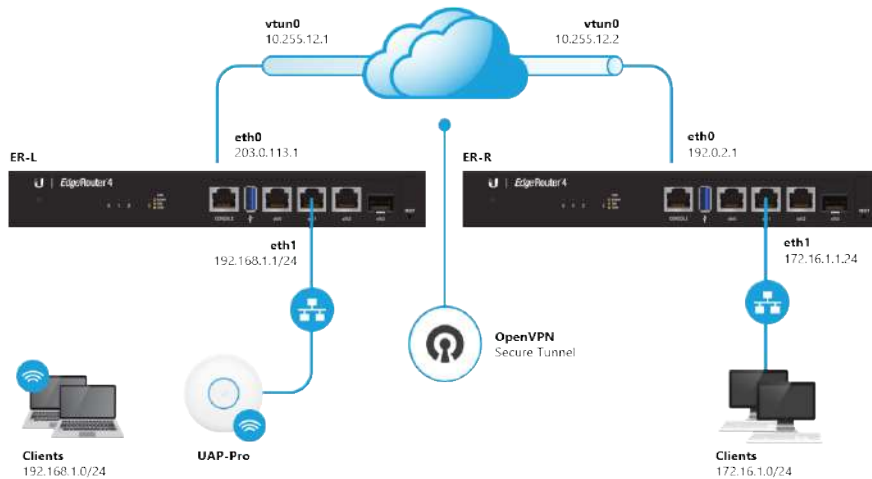 vtun0
10.255.12.1
vtun0
10.255.12.2
eth0
203.0.113.1
eth0
192.0.2.1
ER-L
ER-R
EdgeRouter 4
EdgeRouter 4
CONSOLE
eth1
192.168.1.1/24
eth1
172.16.1.1.24
OpenVPN
Secure Tunnel
Clients
192.168.1.0/24
UAP-Pro
Clients
172.16.1.0/24